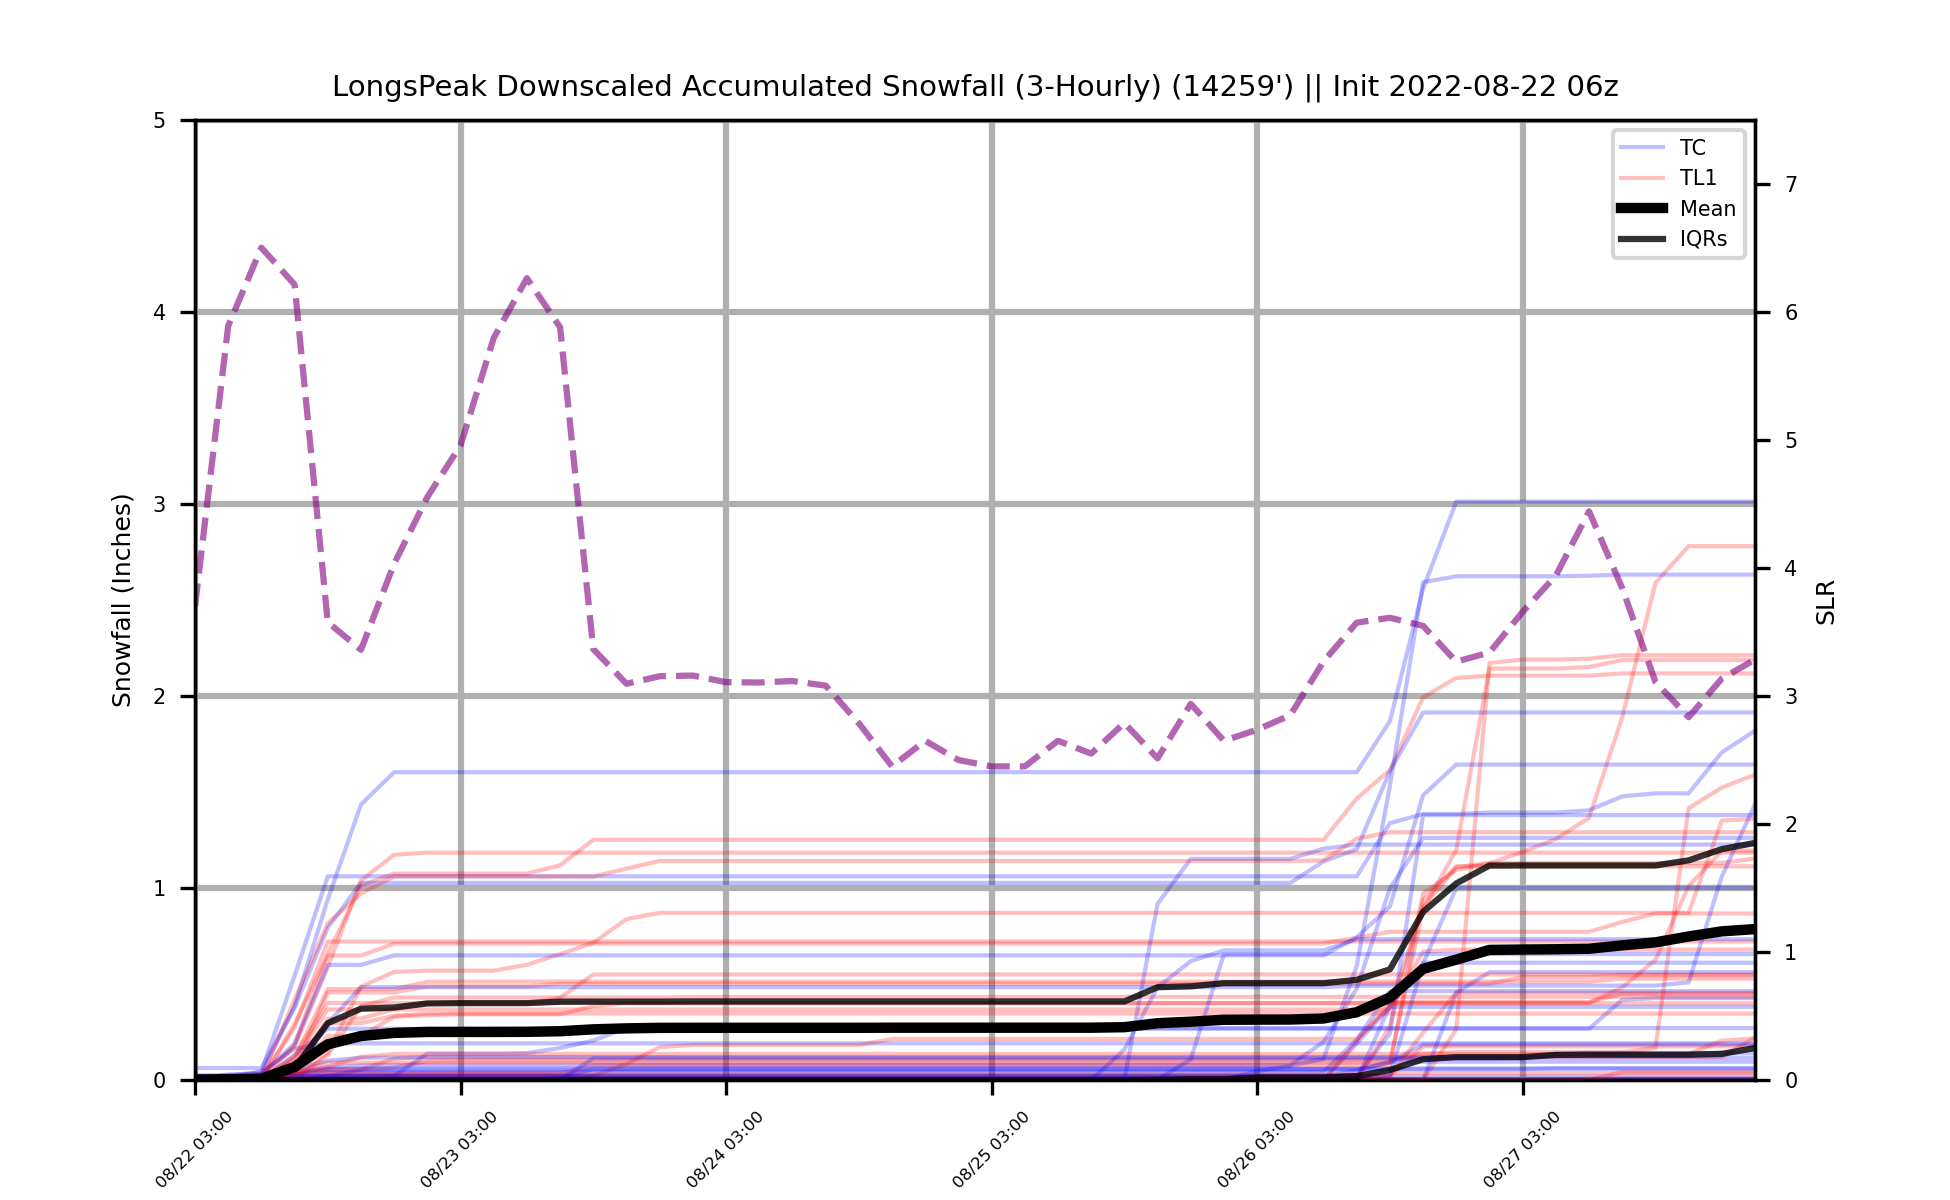 LongsPeak Downscaled Accumulated Snowfall (3-Hourly) (14259') || Init 2022-08-22 06z
TC
TL1
Mean
IQRs
Snowfall (Inches)
5
4
3
2
1
0
7
6
5
4
3
2
1
0
SLR
08/22 03:00
08/23 03:00
08/24 03:00
08/25 03:00
08/26 03:00
08/27 03:00